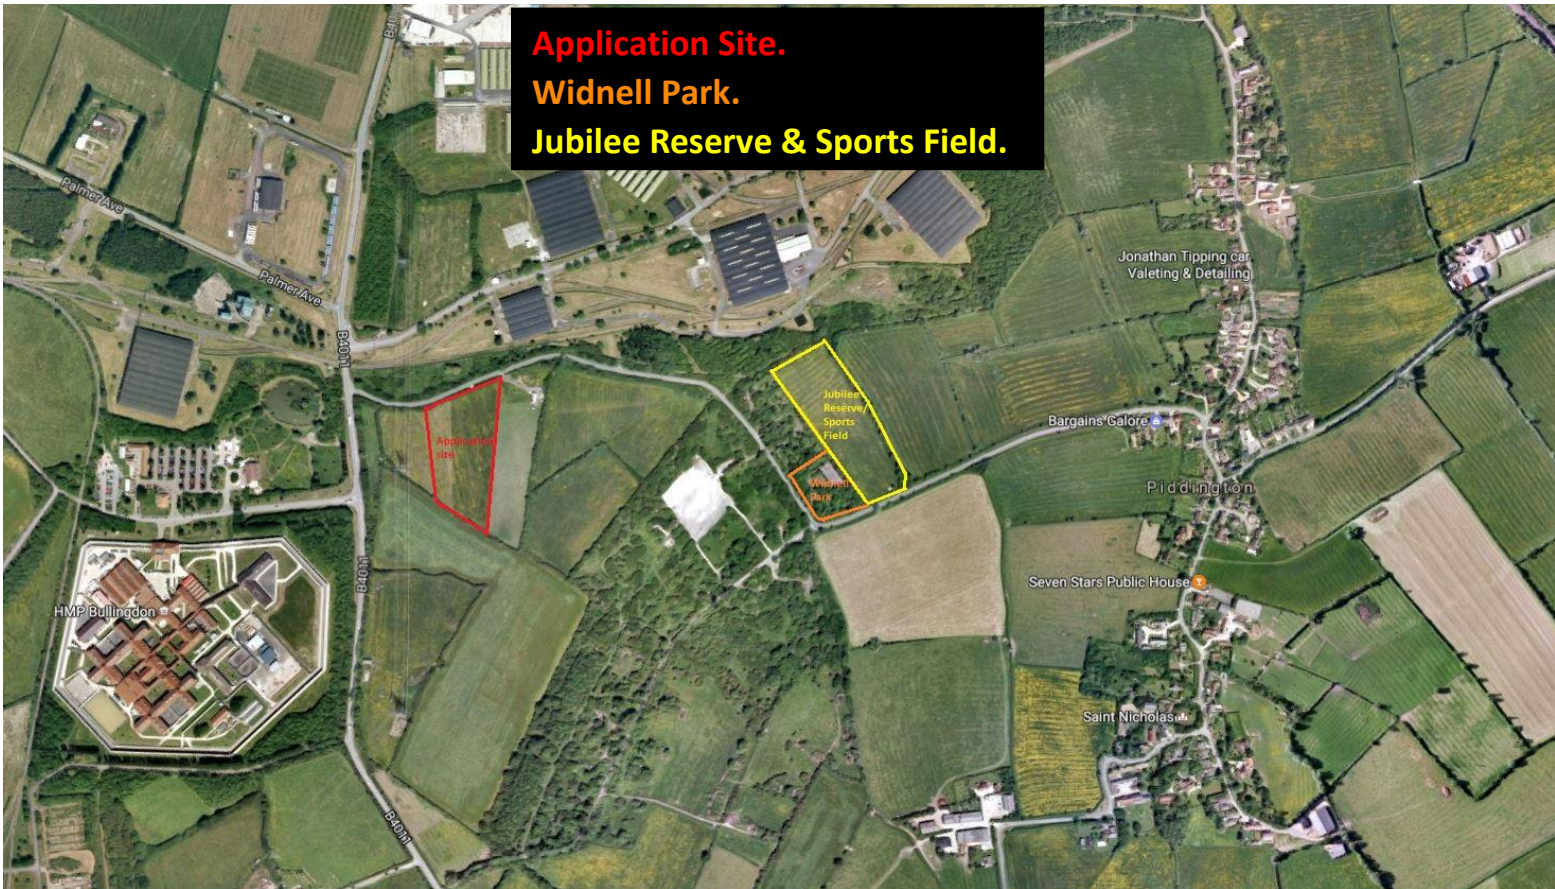 Application Site.
Widnell Park.
Jubilee Reserve & Sports Field.
B40
Palmer Ave
Palmer Ave
B4011
Jonathan Tipping car
Valeting & Detailing
Jubilee
Reserve/
Sports
Field
Application
site
Bargains Galore
Widnell
Park
Piddington
B4011
Seven Stars Public House
HMP Bullingdon
Saint Nicholas
B4011